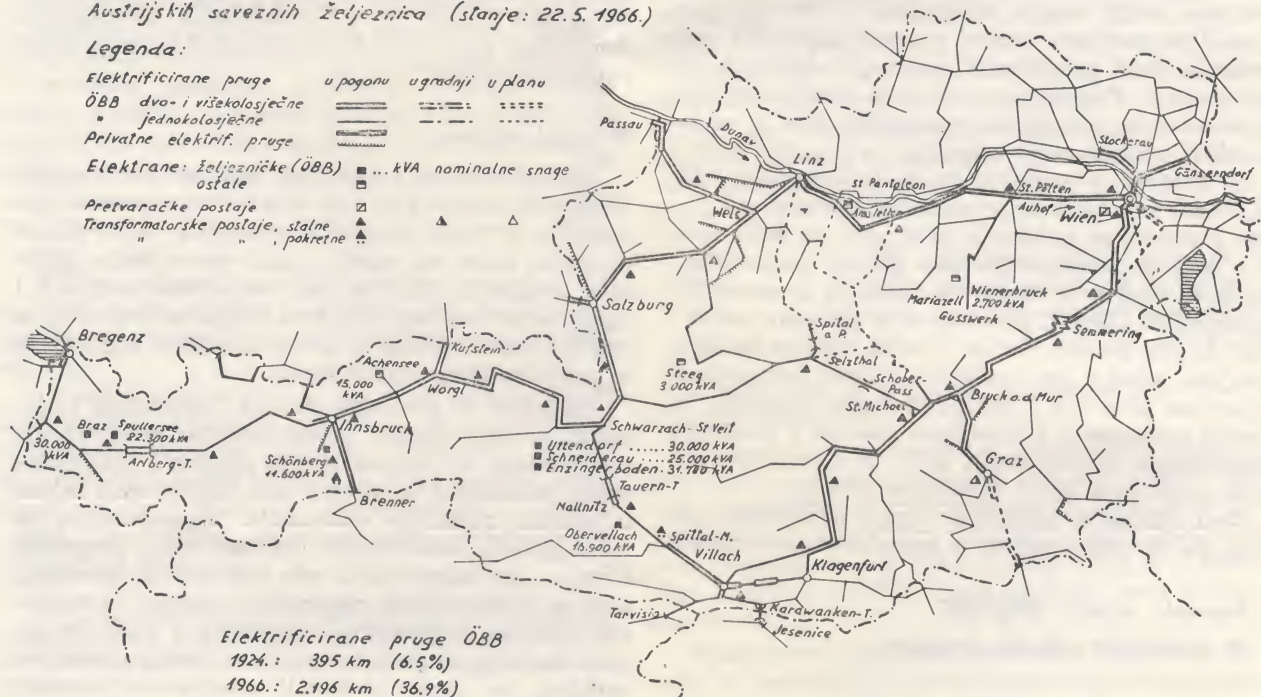 Austrijskih saveznih željeznica (stanje: 22.5.1966.)
Legenda:
Elektrificirane pruge u pogonu u gradnji u planu
ÖBB dvo- i višekolosječne
" jednokolosječne
Privatne elektrif. pruge
Elektrane: željezničke (ÖBB) ... kVA nominalne snage
ostale
Pretvaračke postaje
Transformatorske postaje, stalne
" " , pokretne
Passau
Dunav
Linz
St Pantaleon
Amstetten
Wels
Stockerau
Gänserndorf
St. Pölten
Auhof
Wien
Salzburg
Wienerbruck
2.700 kVA
Mariazell
Gusswerk
Semmering
Spital
a P.
Selzthal
Steeg
3.000 kVA
Schober-
Pass
St. Michael
Bruck a.d Mur
Graz
Bregenz
Kufstein
Achensee
15.000
kVA
Wörgl
Innsbruck
Braz
Spullersee
22.300 kVA
30.000
kVA
Arlberg-T.
Schönberg
11.600 kVA
Brenner
Schwarzach-St Veit
Uttendorf ...... 30.000 kVA
Schneiderau .... 25.000 kVA
Enzingerboden. 31.700 kVA
Tauern-T
Mallnitz
Obervellach
16.900 kVA
Spittal-M.
Villach
Klagenfurt
Tarvisio
Karawanken-T.
Jesenice
Elektrificirane pruge ÖBB
1924.: 395 km (6,5%)
1966.: 2.196 km (36,9%)